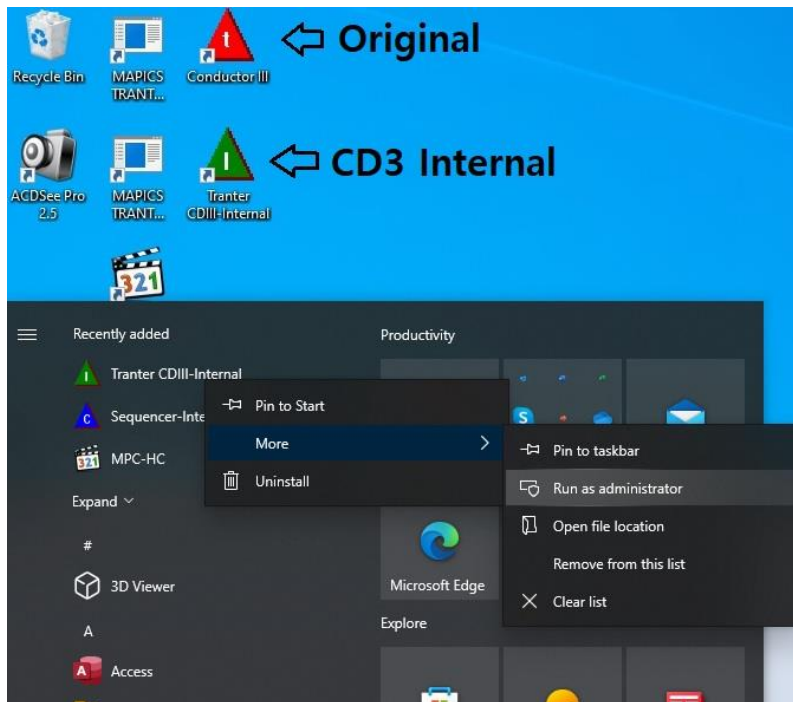 Original
Recycle Bin
MAPICS
TRANT...
Conductor III
t
CD3 Internal
ACDSee Pro
2.5
MAPICS
TRANT...
Tranter
CDIII-Internal
I
321
Recently added
Productivity
I
Tranter CDIII-Internal
C
Sequencer-Inte
321
MPC-HC
Pin to Start
More
Uninstall
S
Pin to taskbar
Run as administrator
Open file location
Remove from this list
Clear list
Expand
#
3D Viewer
Microsoft Edge
A
Explore
A
Access